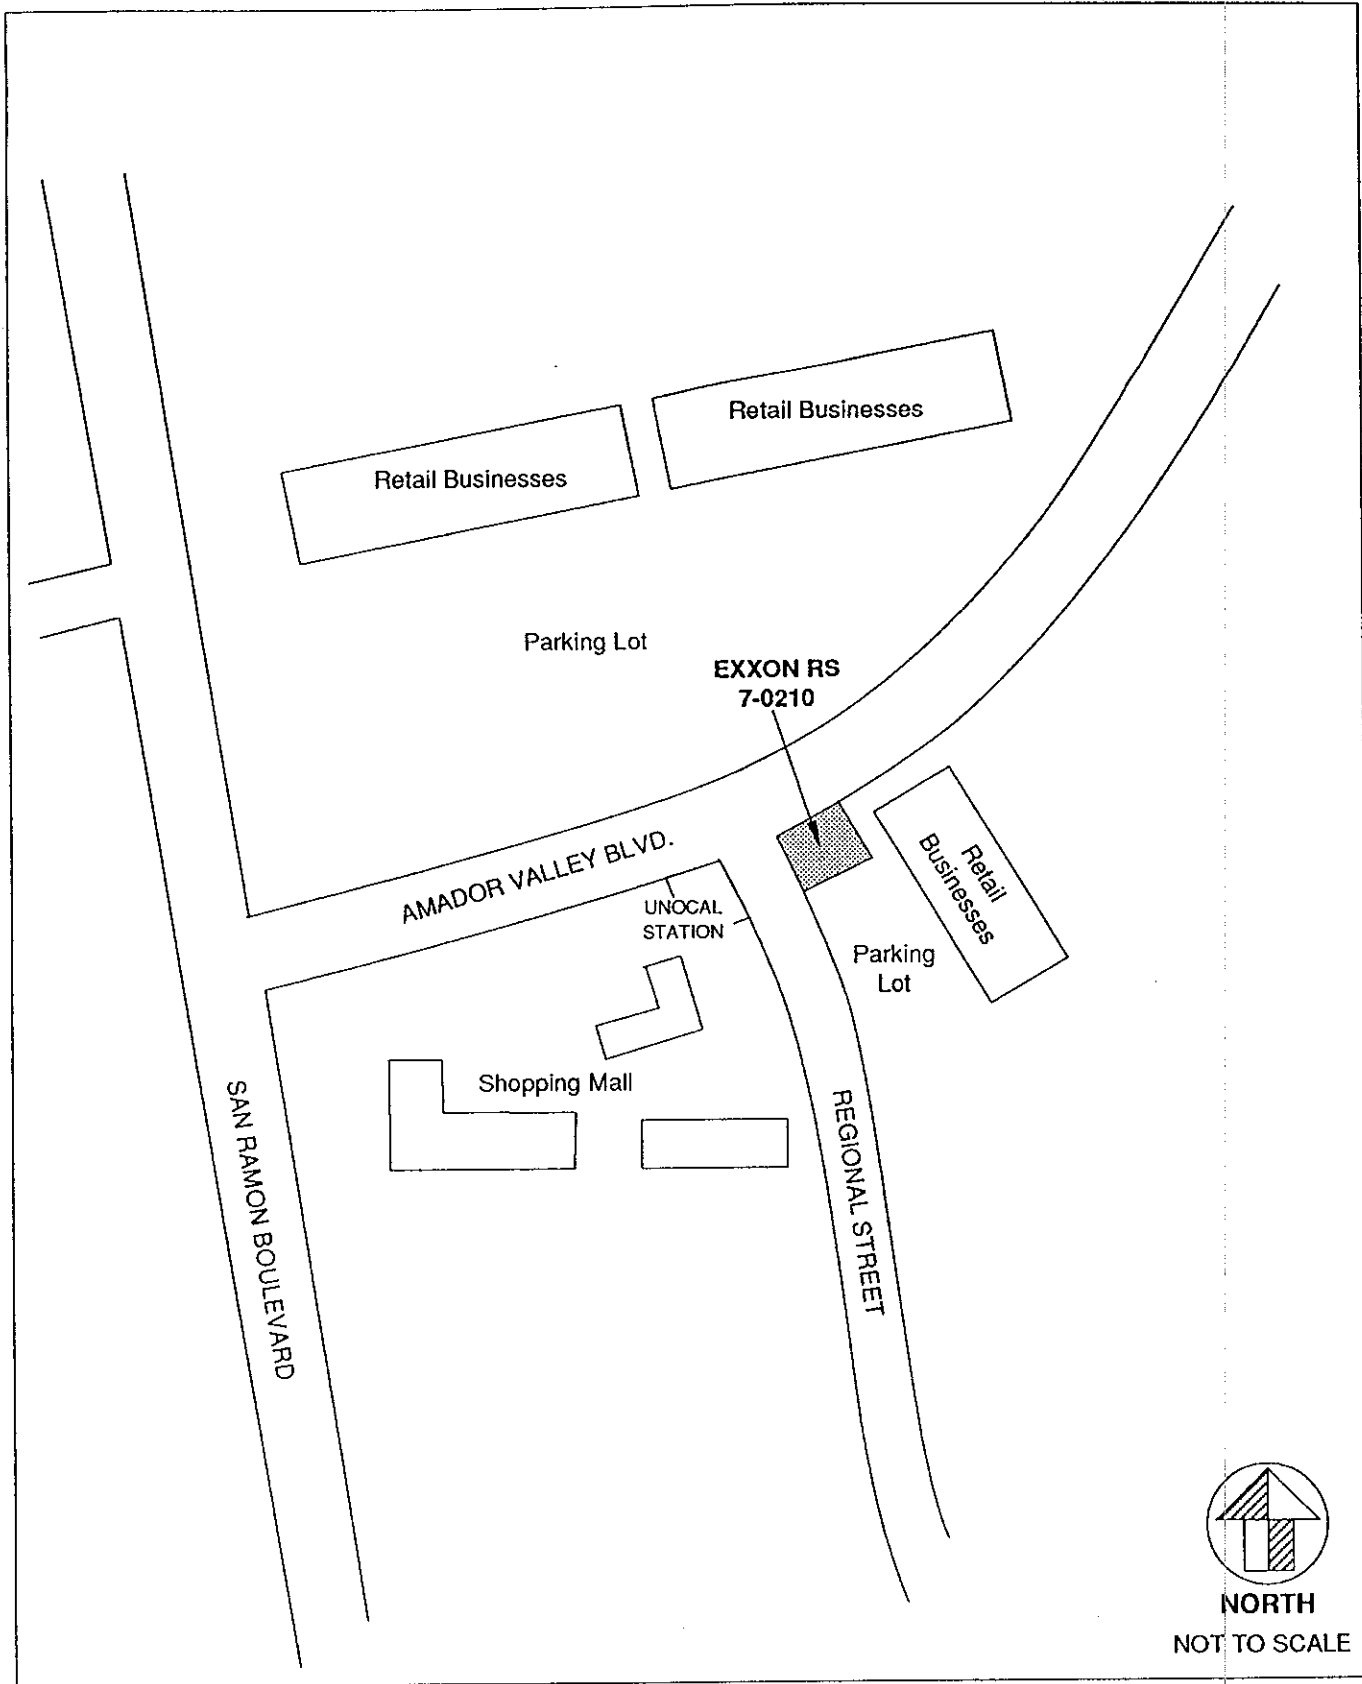 Retail Businesses
Retail Businesses
Parking Lot
EXXON RS
7-0210
AMADOR VALLEY BLVD.
UNOCAL
STATION
Retail
Businesses
Parking
Lot
Shopping Mall
SAN RAMON BOULEVARD
REGIONAL STREET
NORTH
NOT TO SCALE